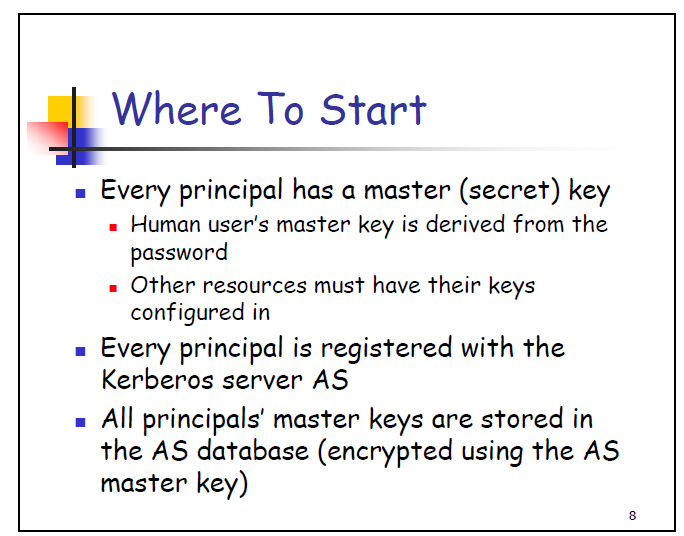 Where To Start
Every principal has a master (secret) key
Human user's master key is derived from the
password
Other resources must have their keys
configured in
Every principal is registered with the
Kerberos server AS
All principals' master keys are stored in
the AS database (encrypted using the AS
master key)
8